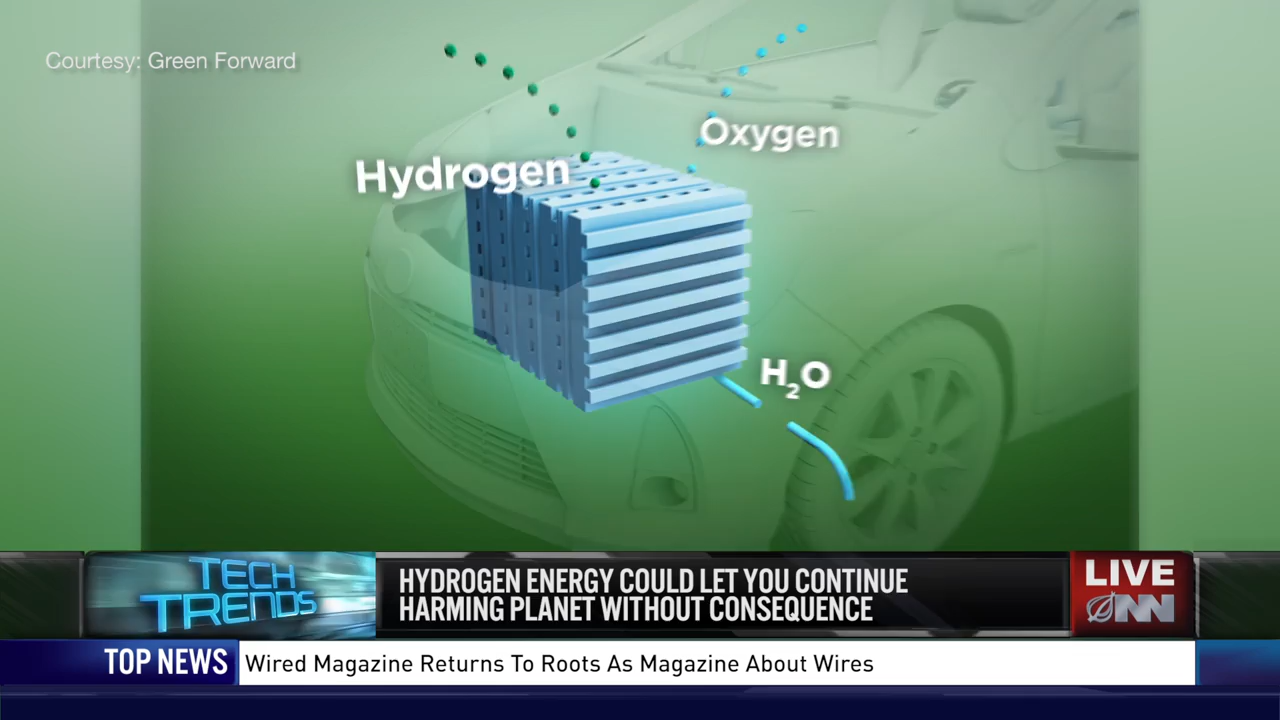 Courtesy: Green Forward
Oxygen
Hydrogen
H₂O
TECH
TRENDS
HYDROGEN ENERGY COULD LET YOU CONTINUE
HARMING PLANET WITHOUT CONSEQUENCE
LIVE
ONN
TOP NEWS
Wired Magazine Returns To Roots As Magazine About Wires